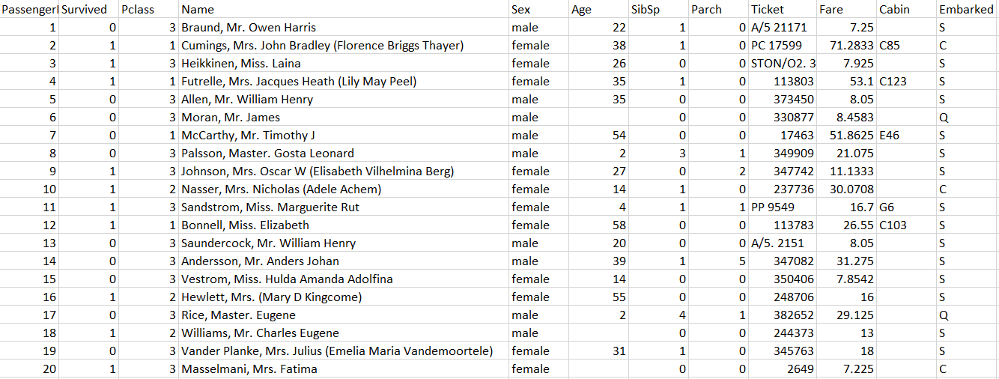 PassengerI Survived Pclass Name Sex Age SibSp Parch Ticket Fare Cabin Embarked
1 0 3 Braund, Mr. Owen Harris male 22 1 0 A/5 21171 7.25 S
2 1 1 Cumings, Mrs. John Bradley (Florence Briggs Thayer) female 38 1 0 PC 17599 71.2833 C85 C
3 1 3 Heikkinen, Miss. Laina female 26 0 0 STON/O2. 3 7.925 S
4 1 1 Futrelle, Mrs. Jacques Heath (Lily May Peel) female 35 1 0 113803 53.1 C123 S
5 0 3 Allen, Mr. William Henry male 35 0 0 373450 8.05 S
6 0 3 Moran, Mr. James male 0 0 330877 8.4583 Q
7 0 1 McCarthy, Mr. Timothy J male 54 0 0 17463 51.8625 E46 S
8 0 3 Palsson, Master. Gosta Leonard male 2 3 1 349909 21.075 S
9 1 3 Johnson, Mrs. Oscar W (Elisabeth Vilhelmina Berg) female 27 0 2 347742 11.1333 S
10 1 2 Nasser, Mrs. Nicholas (Adele Achem) female 14 1 0 237736 30.0708 C
11 1 3 Sandstrom, Miss. Marguerite Rut female 4 1 1 PP 9549 16.7 G6 S
12 1 1 Bonnell, Miss. Elizabeth female 58 0 0 113783 26.55 C103 S
13 0 3 Saundercock, Mr. William Henry male 20 0 0 A/5. 2151 8.05 S
14 0 3 Andersson, Mr. Anders Johan male 39 1 5 347082 31.275 S
15 0 3 Vestrom, Miss. Hulda Amanda Adolfina female 14 0 0 350406 7.8542 S
16 1 2 Hewlett, Mrs. (Mary D Kingcome) female 55 0 0 248706 16 S
17 0 3 Rice, Master. Eugene male 2 4 1 382652 29.125 Q
18 1 2 Williams, Mr. Charles Eugene male 0 0 244373 13 S
19 0 3 Vander Planke, Mrs. Julius (Emelia Maria Vandemoortele) female 31 1 0 345763 18 S
20 1 3 Masselmani, Mrs. Fatima female 0 0 2649 7.225 C